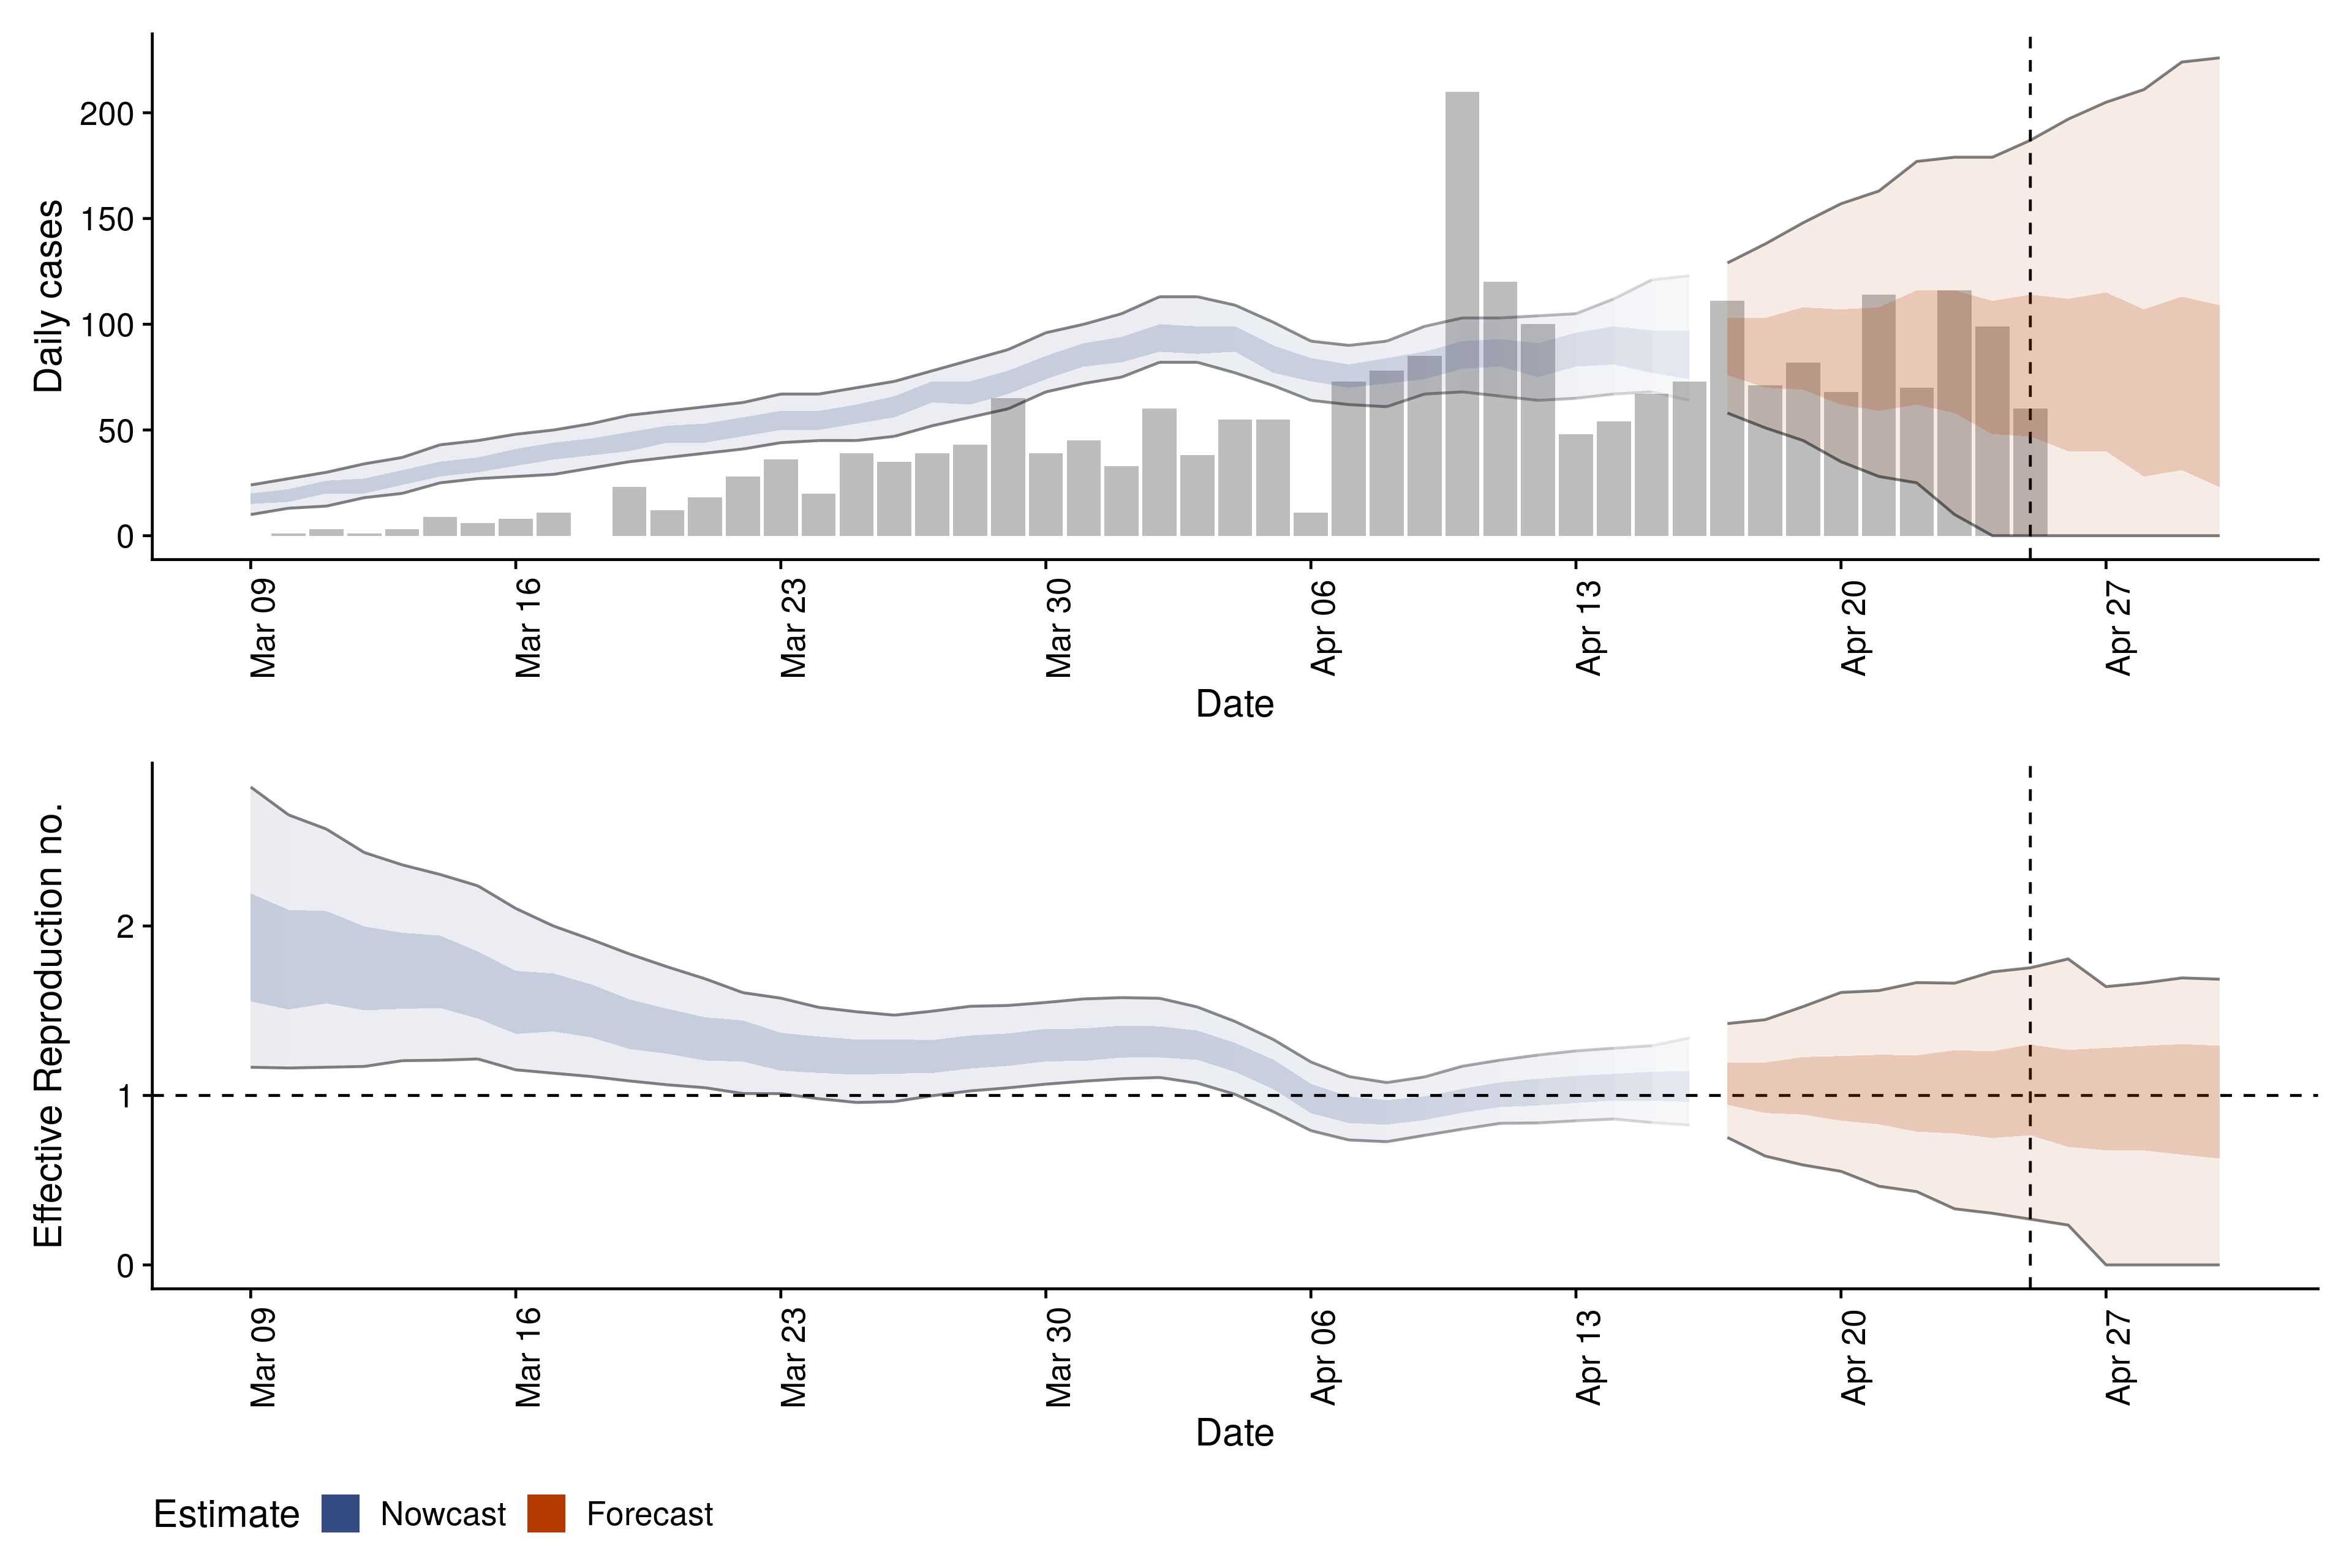 Daily cases
200
150
100
50
0
Mar 09
Mar 16
Mar 23
Mar 30
Apr 06
Apr 13
Apr 20
Apr 27
Date
Effective Reproduction no.
2
1
0
Mar 09
Mar 16
Mar 23
Mar 30
Apr 06
Apr 13
Apr 20
Apr 27
Date
Estimate Nowcast Forecast